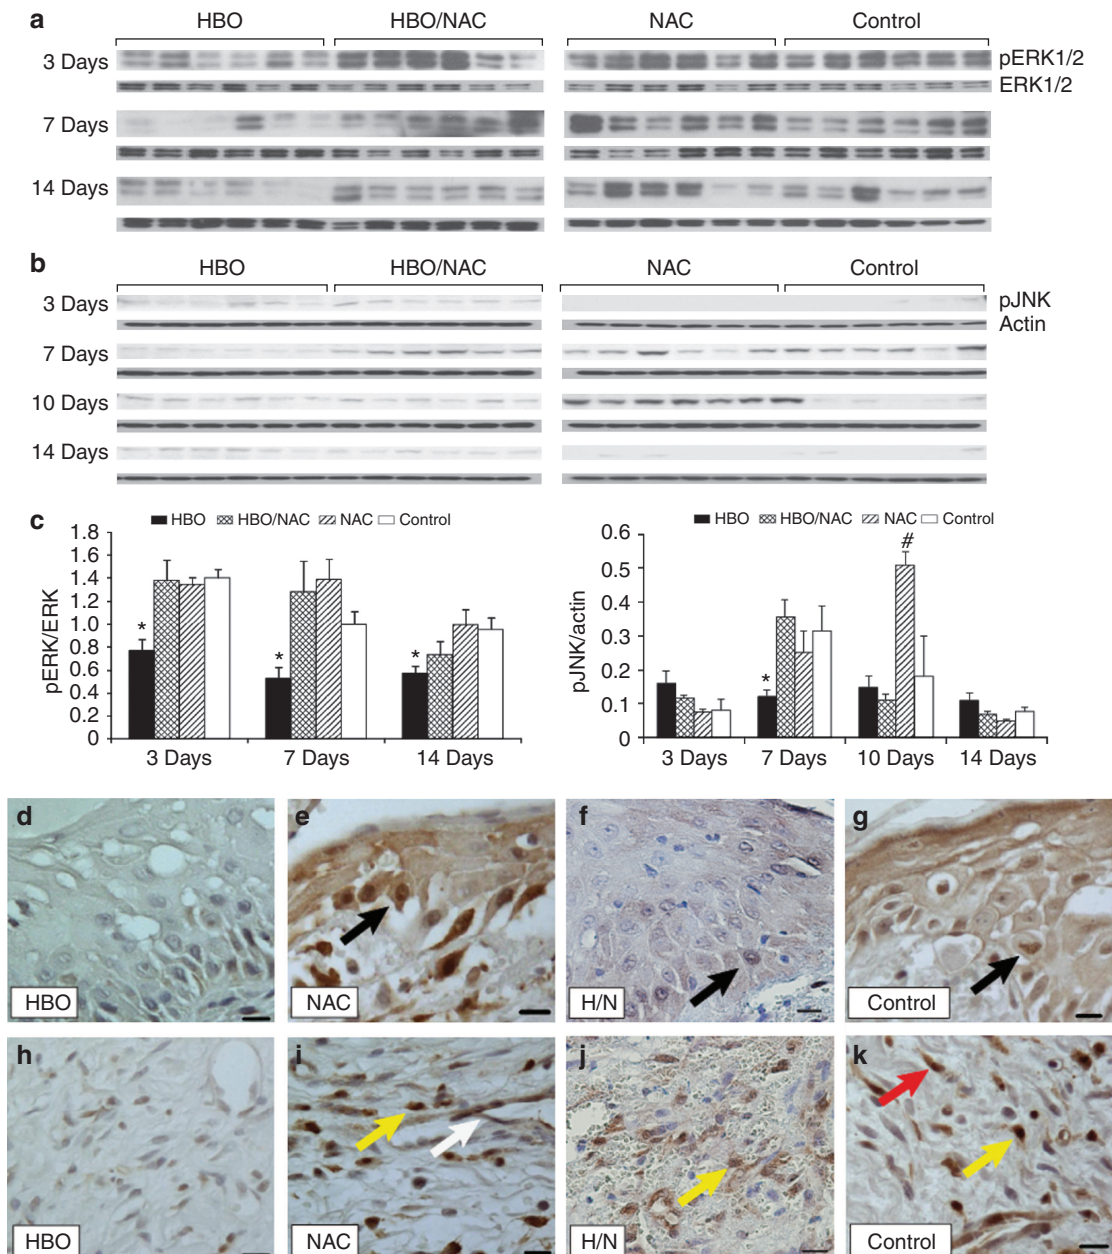 a HBO HBO/NAC NAC Control
3 Days pERK1/2
ERK1/2
7 Days
14 Days
b HBO HBO/NAC NAC Control
3 Days pJNK
Actin
7 Days
10 Days
14 Days
c
HBO HBO/NAC NAC Control
pERK/ERK
1.8
1.6
1.4
1.2
1.0
0.8
0.6
0.4
0.2
0
* * *
3 Days 7 Days 14 Days
HBO HBO/NAC NAC Control
pJNK/actin
0.6
0.5
0.4
0.3
0.2
0.1
0
* #
3 Days 7 Days 10 Days 14 Days
d e f g
HBO NAC H/N Control
h i j k
HBO NAC H/N Control